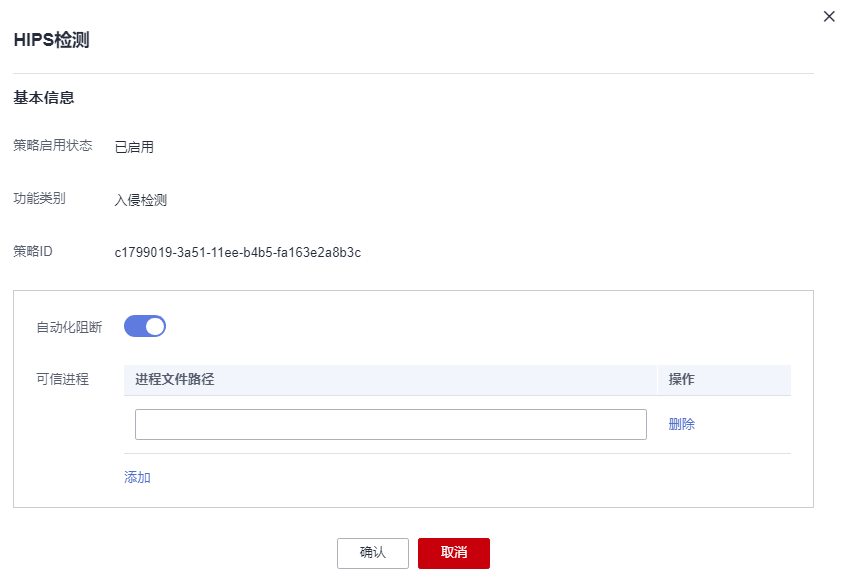 HIPS检测
基本信息
策略启用状态 已启用
功能类别 入侵检测
策略ID c1799019-3a51-11ee-b4b5-fa163e2a8b3c
自动化阻断
可信进程 进程文件路径 操作
删除
添加
确认 取消